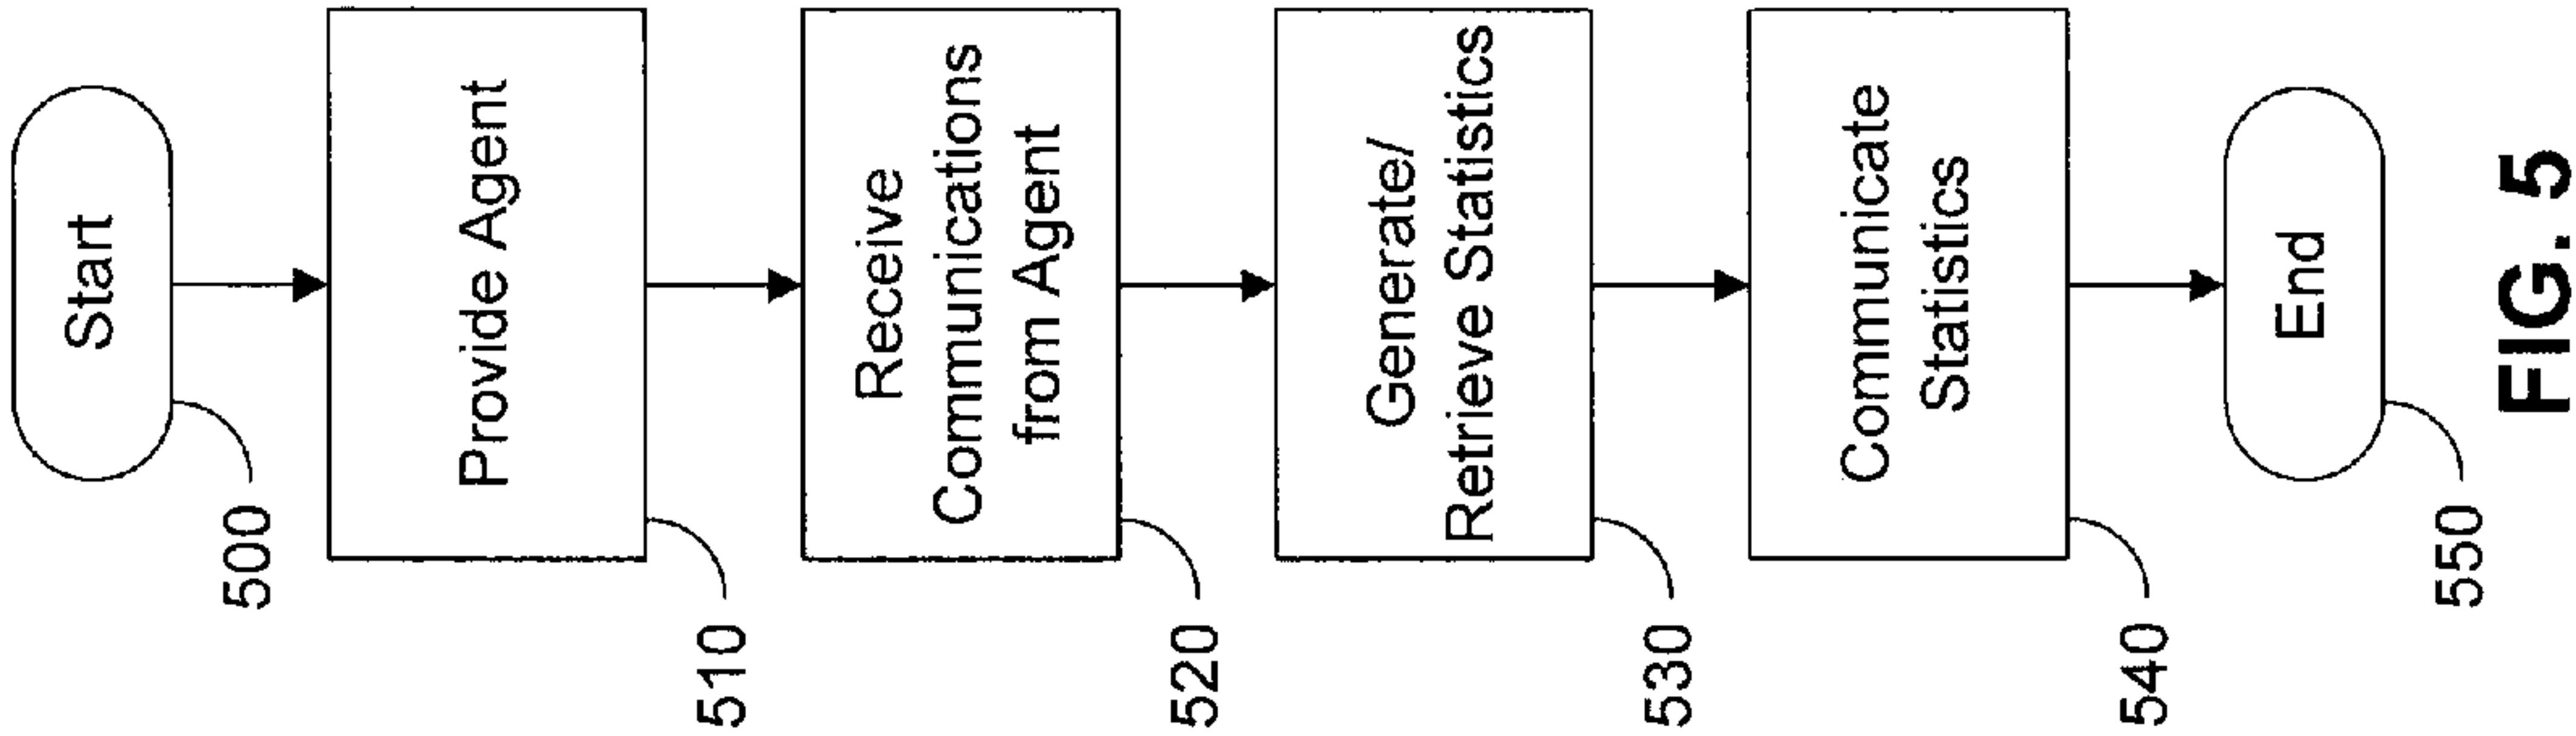 Start
500
Provide Agent
510
Receive
Communications
from Agent
520
Generate/
Retrieve Statistics
530
Communicate
Statistics
540
End
550
FIG. 5